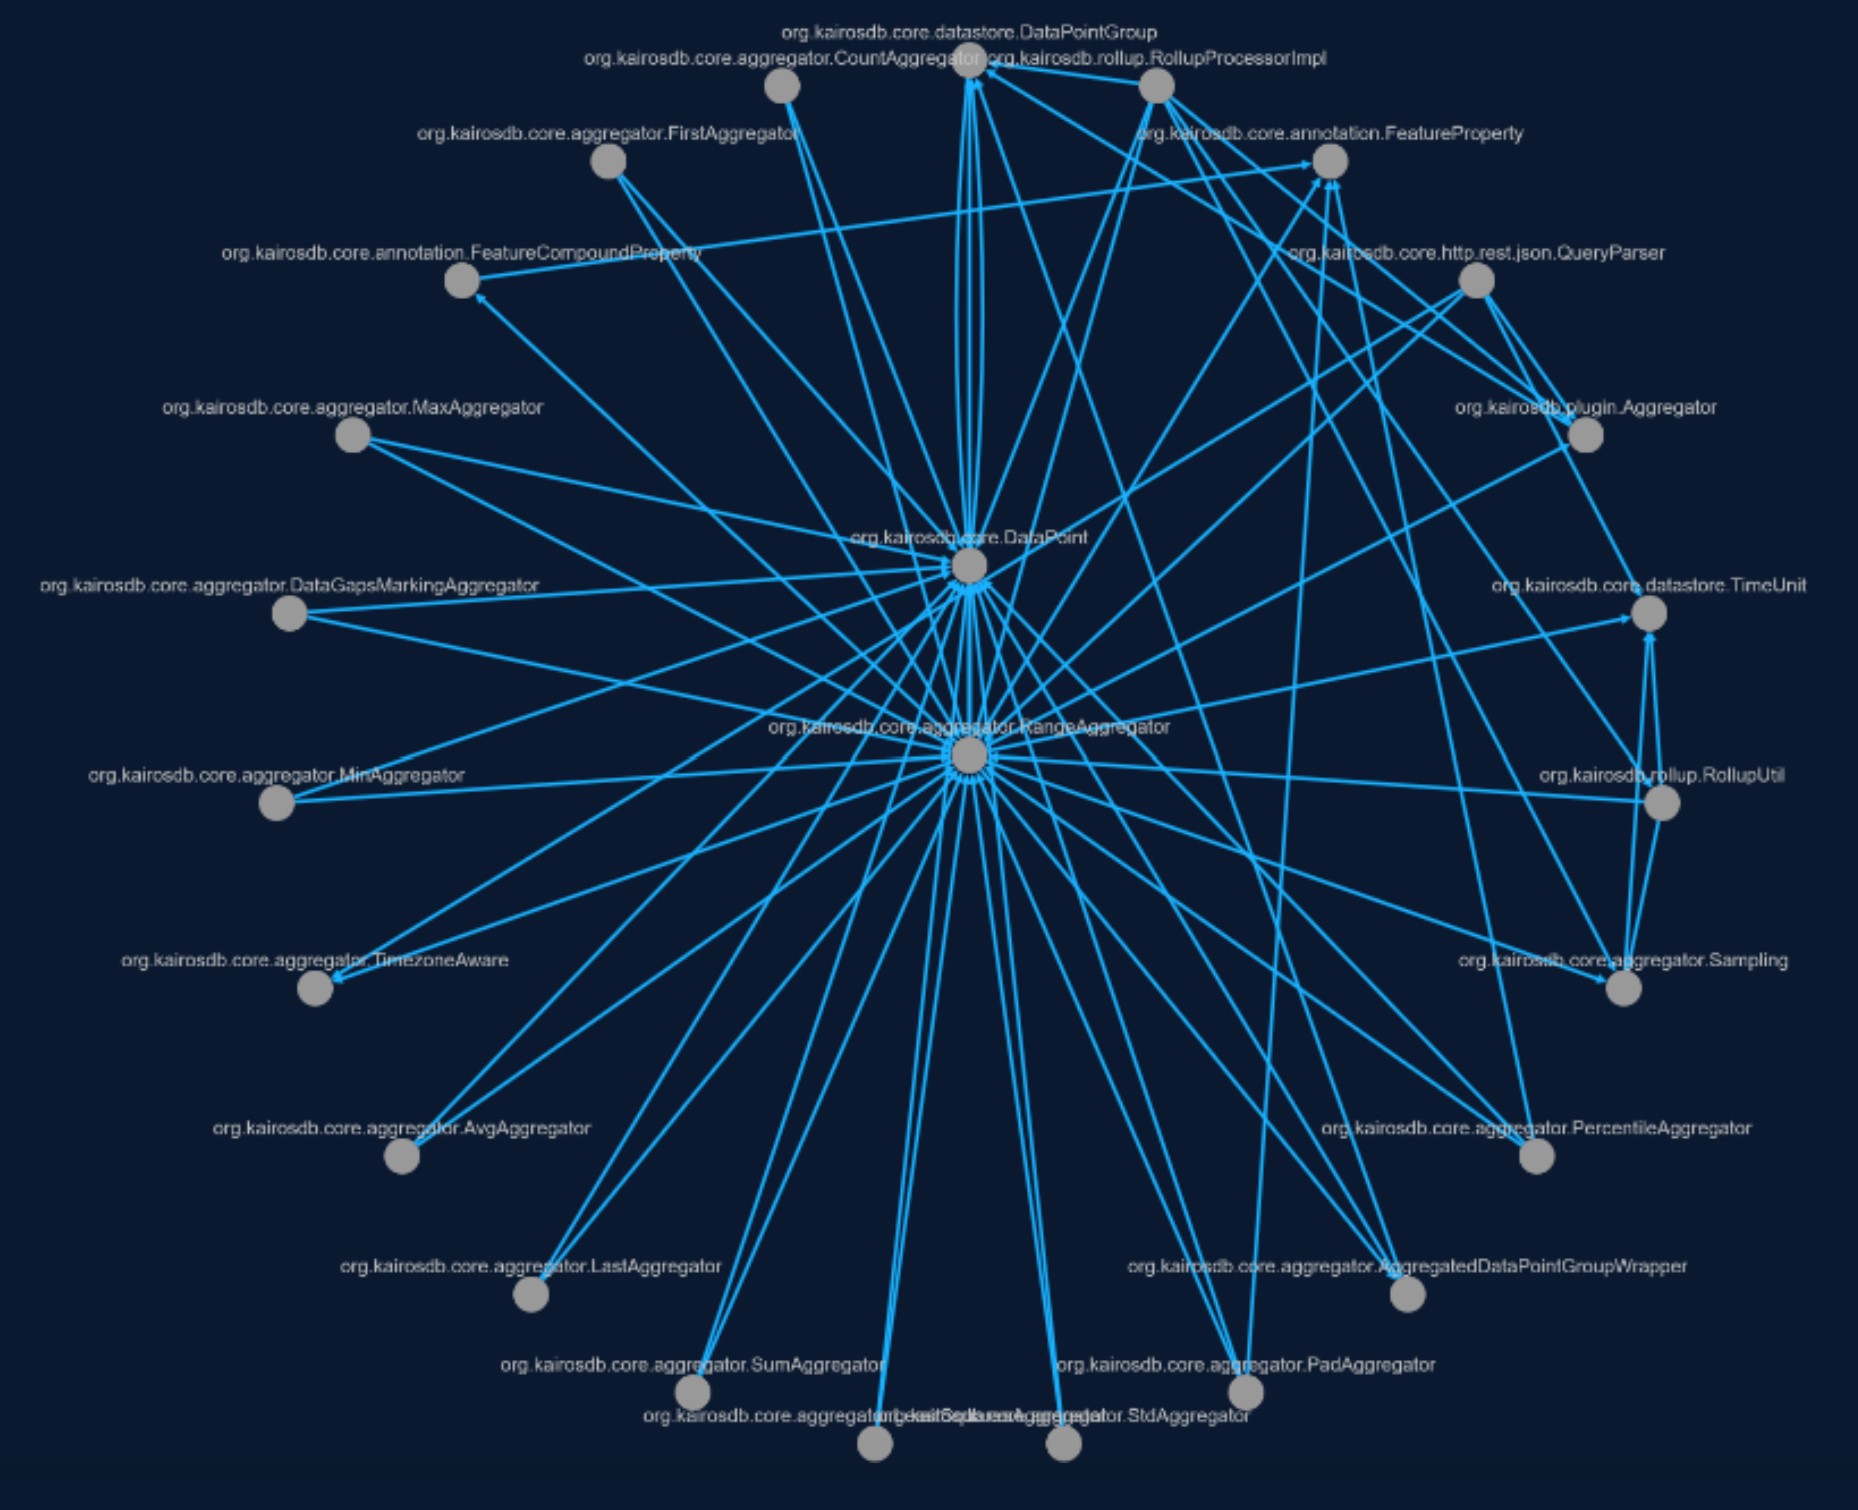 org.kairosdb.core.datastore.DataPointGroup
org.kairosdb.core.aggregator.CountAggregator
org.kairosdb.rollup.RollupProcessorImpl
org.kairosdb.core.aggregator.FirstAggregator
org.kairosdb.core.annotation.FeatureProperty
org.kairosdb.core.annotation.FeatureCompoundProperty
org.kairosdb.core.http.rest.json.QueryParser
org.kairosdb.core.aggregator.MaxAggregator
org.kairosdb.plugin.Aggregator
org.kairosdb.core.DataPoint
org.kairosdb.core.aggregator.DataGapsMarkingAggregator
org.kairosdb.core.datastore.TimeUnit
org.kairosdb.core.aggregator.RangeAggregator
org.kairosdb.core.aggregator.MinAggregator
org.kairosdb.rollup.RollupUtil
org.kairosdb.core.aggregator.TimezoneAware
org.kairosdb.core.aggregator.Sampling
org.kairosdb.core.aggregator.AvgAggregator
org.kairosdb.core.aggregator.PercentileAggregator
org.kairosdb.core.aggregator.LastAggregator
org.kairosdb.core.aggregator.AggregatedDataPointGroupWrapper
org.kairosdb.core.aggregator.SumAggregator
org.kairosdb.core.aggregator.PadAggregator
org.kairosdb.core.aggregator
.StdAggregator